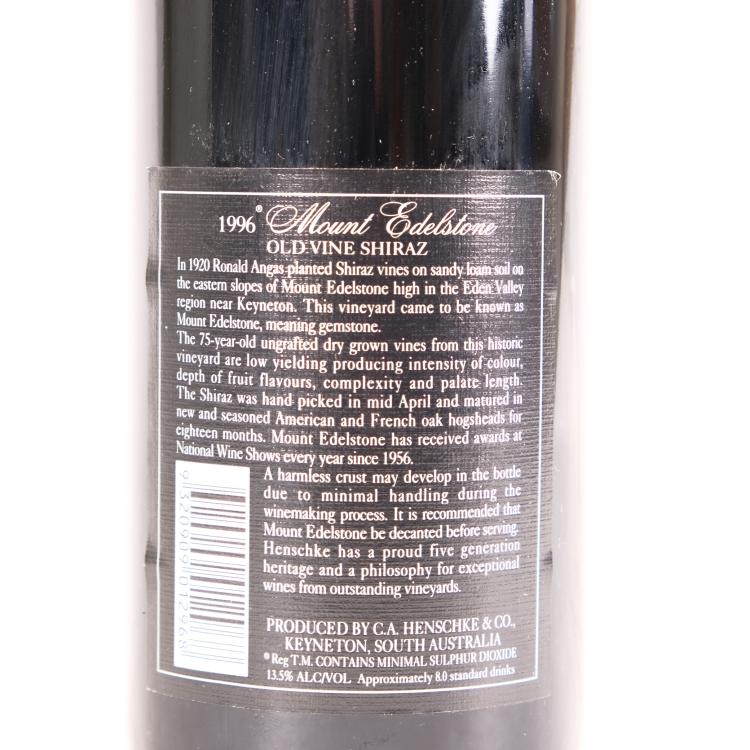 1996 ® Mount Edelstone
OLD VINE SHIRAZ
In 1920 Ronald Angas planted Shiraz vines on sandy loam soil on
the eastern slopes of Mount Edelstone high in the Eden Valley
region near Keyneton. This vineyard came to be known as
Mount Edelstone, meaning gemstone.
The 75-year-old ungrafted dry grown vines from this historic
vineyard are low yielding producing intensity of colour,
depth of fruit flavours, complexity and palate length.
The Shiraz was hand picked in mid April and matured in
new and seasoned American and French oak hogsheads for
eighteen months. Mount Edelstone has received awards at
National Wine Shows every year since 1956.
A harmless crust may develop in the bottle
due to minimal handling during the
winemaking process. It is recommended that
Mount Edelstone be decanted before serving.
Henschke has a proud five generation
heritage and a philosophy for exceptional
wines from outstanding vineyards.
9 320909 012968
PRODUCED BY C.A. HENSCHKE & CO.,
KEYNETON, SOUTH AUSTRALIA
® Reg T.M. CONTAINS MINIMAL SULPHUR DIOXIDE
13.5% ALC/VOL Approximately 8.0 standard drinks